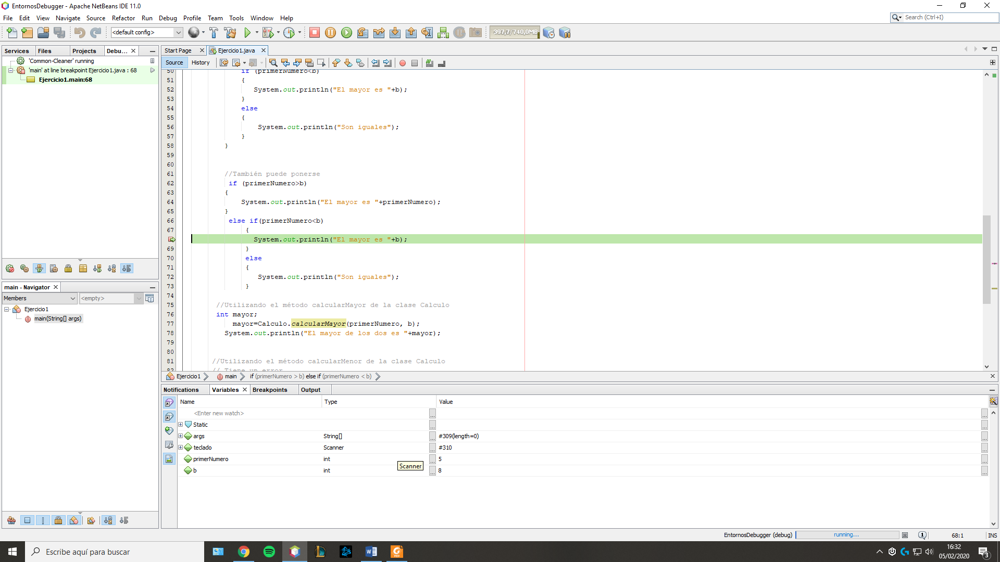 EntornosDebugger - Apache NetBeans IDE 11.0
File Edit View Navigate Source Refactor Run Debug Profile Team Tools Window Help
Search (Ctrl+I)
<default config>
397,7/740,0MB
Services Files Projects Debu...
Start Page Ejercicio1.java
'Common-Cleaner' running
'main' at line breakpoint Ejercicio1.java : 68
Ejercicio1.main:68
Source History
50 if (primerNumero<b)
51 {
52 System.out.println("El mayor es "+b);
53 }
54 else
55 {
56 System.out.println("Son iguales");
57 }
58 }
59
60
61 //También puede ponerse
62 if (primerNumero>b)
63 {
64 System.out.println("El mayor es "+primerNumero);
65 }
66 else if(primerNumero<b)
67 {
System.out.println("El mayor es "+b);
69 }
70 else
71 {
72 System.out.println("Son iguales");
73 }
74
75 //Utilizando el método calcularMayor de la clase Calculo
76 int mayor;
77 mayor=Calculo.calcularMayor(primerNumero, b);
78 System.out.println("El mayor de los dos es "+mayor);
79
80
81 //Utilizando el método calcularMenor de la clase Calculo
82 // Tiene un error
main - Navigator
Members <empty>
Ejercicio1
main(String[] args)
Ejercicio1 main if (primerNumero > b) else if (primerNumero < b)
Notifications Variables Breakpoints Output
Name Type Value
<Enter new watch> ... ...
Static ... ...
args String[] ... #309(length=0) ...
teclado Scanner ... #310 ...
primerNumero int ... 5 ...
Scanner
b int ... 8 ...
EntornosDebugger (debug) running... 1 68:1 INS
Escribe aquí para buscar
16:32
05/02/2020
3